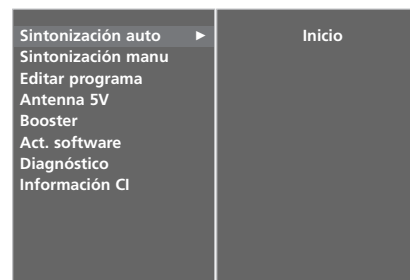 Sintonización auto ►
Inicio
Sintonización manu
Editar programa
Antenna 5V
Booster
Act. software
Diagnóstico
Información CI